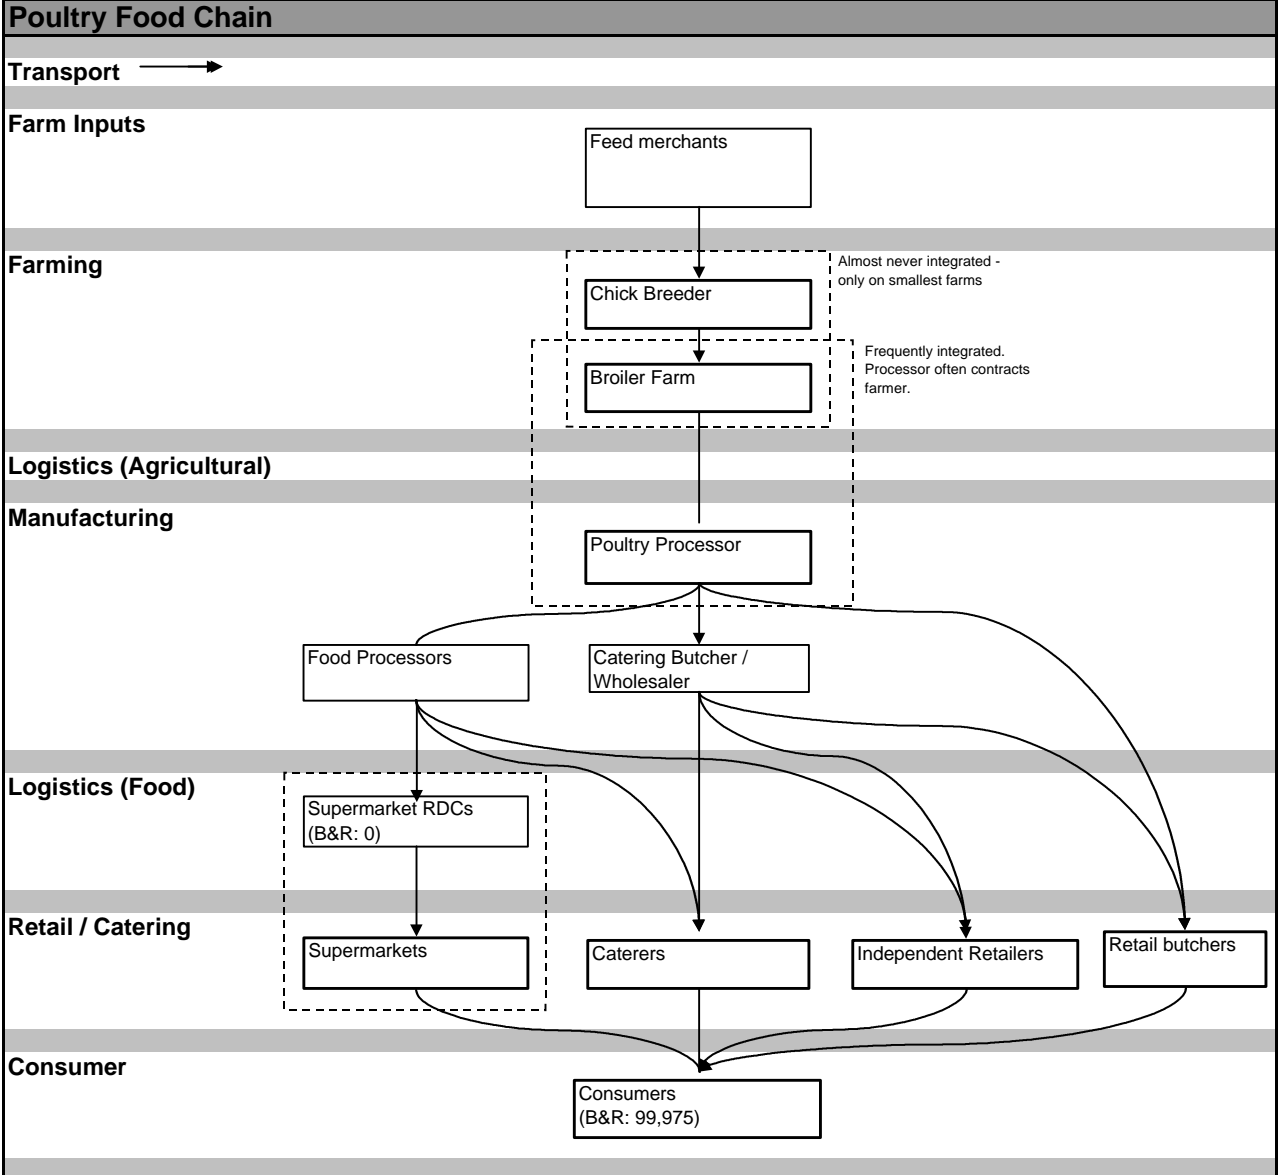 Poultry Food Chain
Transport
Farm Inputs
Feed merchants
Farming
Almost never integrated -
only on smallest farms
Chick Breeder
Frequently integrated.
Processor often contracts
farmer.
Broiler Farm
Logistics (Agricultural)
Manufacturing
Poultry Processor
Food Processors
Catering Butcher /
Wholesaler
Logistics (Food)
Supermarket RDCs
(B&R: 0)
Retail / Catering
Supermarkets
Caterers
Independent Retailers
Retail butchers
Consumer
Consumers
(B&R: 99,975)